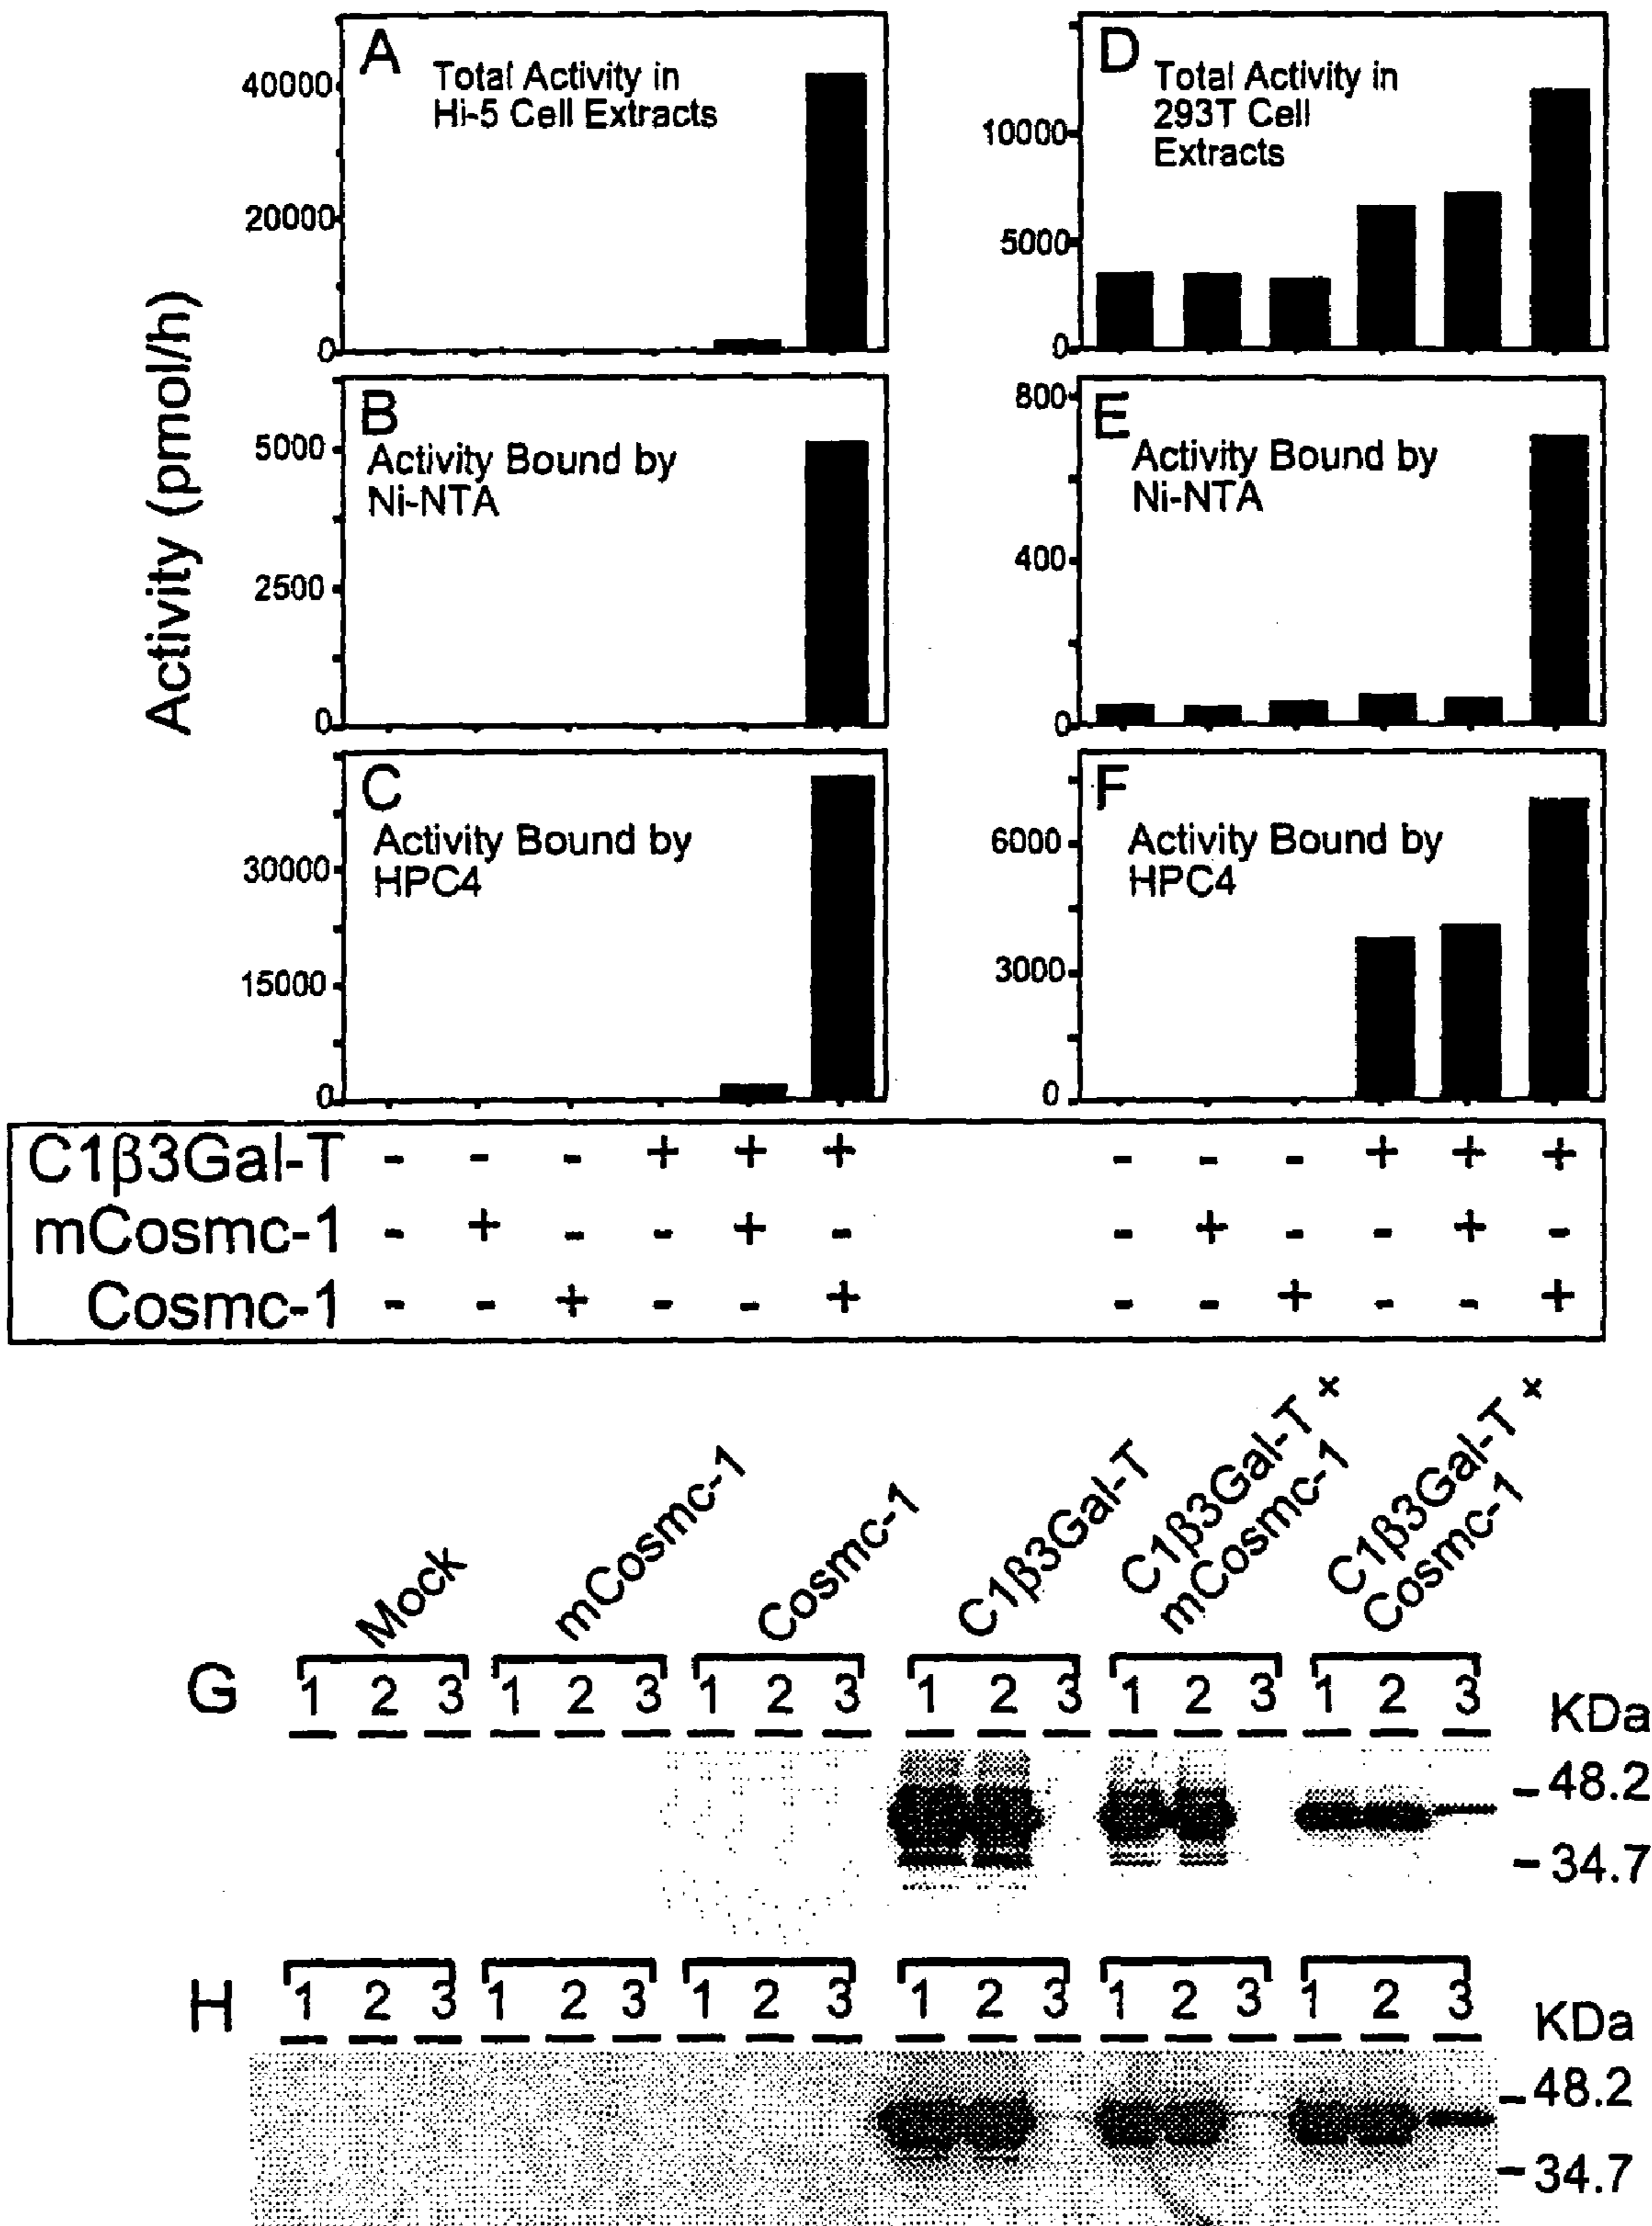 A
Total Activity in
Hi-5 Cell Extracts
40000
20000
0
B
Activity Bound by
Ni-NTA
5000
2500
0
C
Activity Bound by
HPC4
30000
15000
0
Activity (pmol/h)
D
Total Activity in
293T Cell
Extracts
10000
5000
0
E
Activity Bound by
Ni-NTA
800
400
0
F
Activity Bound by
HPC4
6000
3000
0
C1β3Gal-T - - - + + + - - - + + +
mCosmc-1 - + - - + - - + - - + -
Cosmc-1 - - + - - + - - + - - +
Mock
mCosmc-1
Cosmc-1
C1β3Gal-T
C1β3Gal-T ×
mCosmc-1
C1β3Gal-T ×
Cosmc-1
G 1 2 3 1 2 3 1 2 3 1 2 3 1 2 3 1 2 3 KDa
- 48.2
- 34.7
H 1 2 3 1 2 3 1 2 3 1 2 3 1 2 3 1 2 3 KDa
- 48.2
- 34.7